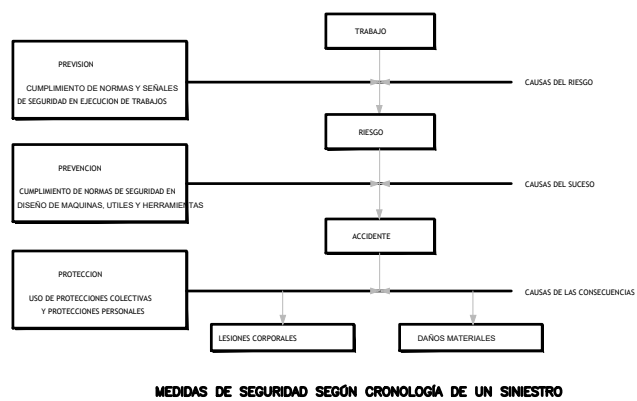 TRABAJO
PREVISION
CUMPLIMIENTO DE NORMAS Y SEÑALES
DE SEGURIDAD EN EJECUCION DE TRABAJOS
CAUSAS DEL RIESGO
RIESGO
PREVENCION
CUMPLIMIENTO DE NORMAS DE SEGURIDAD EN
DISEÑO DE MAQUINAS, UTILES Y HERRAMIENTAS
CAUSAS DEL SUCESO
ACCIDENTE
PROTECCION
USO DE PROTECCIONES COLECTIVAS
Y PROTECCIONES PERSONALES
CAUSAS DE LAS CONSECUENCIAS
LESIONES CORPORALES
DAÑOS MATERIALES
MEDIDAS DE SEGURIDAD SEGÚN CRONOLOGÍA DE UN SINIESTRO